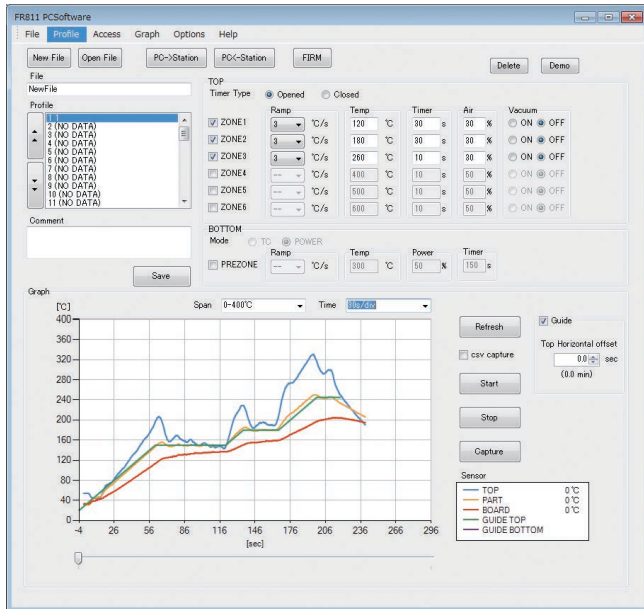 FR811 PCSoftware
File Profile Access Graph Options Help
New File Open File PC->Station PC<-Station FIRM Delete Demo
File
NewFile
Profile
1 1
2 (NO DATA)
3 (NO DATA)
4 (NO DATA)
5 (NO DATA)
6 (NO DATA)
7 (NO DATA)
8 (NO DATA)
9 (NO DATA)
10 (NO DATA)
11 (NO DATA)
Comment
Save
TOP
Timer Type Opened Closed
Ramp Temp Timer Air Vacuum
ZONE1 3 °C/s 120 °C 30 s 30 % ON OFF
ZONE2 3 °C/s 180 °C 30 s 30 % ON OFF
ZONE3 3 °C/s 260 °C 10 s 30 % ON OFF
ZONE4 -- °C/s 400 °C 10 s 50 % ON OFF
ZONE5 -- °C/s 500 °C 10 s 50 % ON OFF
ZONE6 -- °C/s 600 °C 10 s 50 % ON OFF
BOTTOM
Mode TC POWER
Ramp Temp Power Timer
PREZONE -- °C/s 300 °C 50 % 150 s
Graph
[℃] Span 0-400℃ Time 30s/div
400
360
320
280
240
200
160
120
80
40
0
-4 26 56 86 116 146 176 206 236 266 296
[sec]
Refresh
csv capture
Start
Stop
Capture
Guide
Top Horizontal offset
0.0 sec
(0.0 min)
Sensor
TOP 0℃
PART 0℃
BOARD 0℃
GUIDE TOP
GUIDE BOTTOM